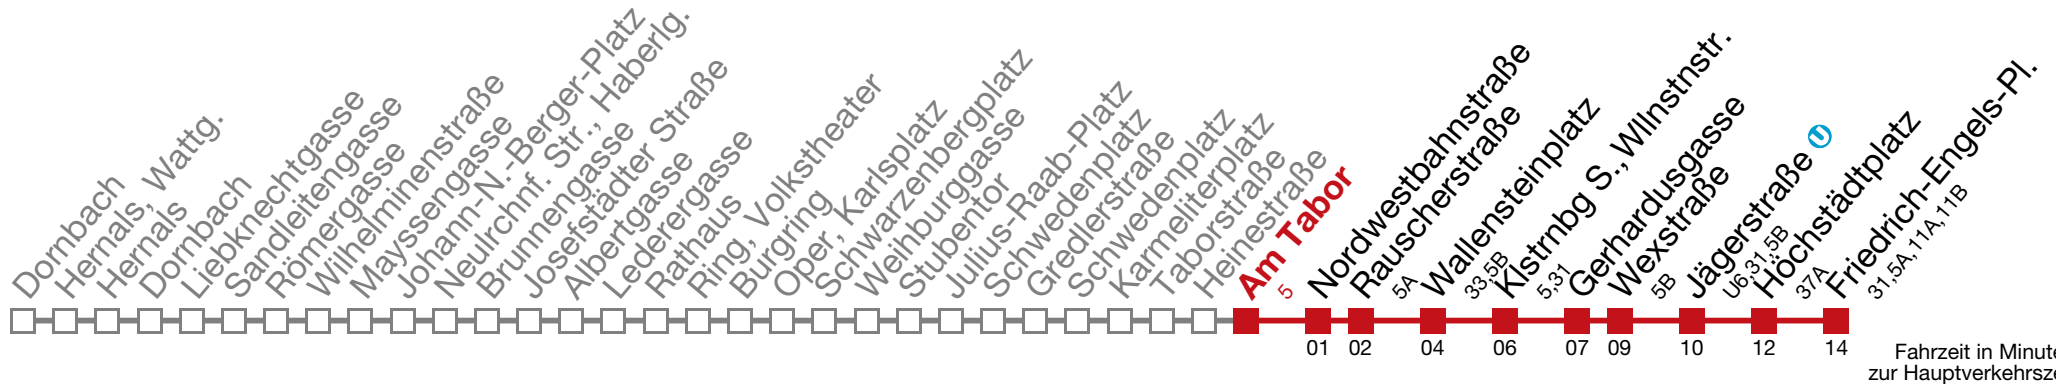 Dornbach
Hernals, Wattg.
Hernals
Dornbach
Liebknechtgasse
Sandleitengasse
Römergasse
Wilhelminenstraße
Mayssengasse
Johann-N.-Berger-Platz
Neulrchnf. Str., Haberlg.
Brunnengasse
Josefstädter Straße
Albertgasse
Lederergasse
Rathaus
Ring, Volkstheater
Burgring
Oper, Karlsplatz
Schwarzenbergplatz
Weihburggasse
Stubentor
Julius-Raab-Platz
Schwedenplatz
Gredlerstraße
Schwedenplatz
Karmeliterplatz
Taborstraße
Heinestraße
Am Tabor
5
Nordwestbahnstraße
Rauscherstraße
5A
Wallensteinplatz
33,5B
Klstrnbg S., Wllnstnstr.
5,31
Gerhardusgasse
Wexstraße
5B
Jägerstraße U
U6,31,5B
Höchstädtplatz
37A
Friedrich-Engels-Pl.
31,5A,11A,11B
01 02 04 06 07 09 10 12 14
Fahrzeit in Minute
zur Hauptverkehrsze